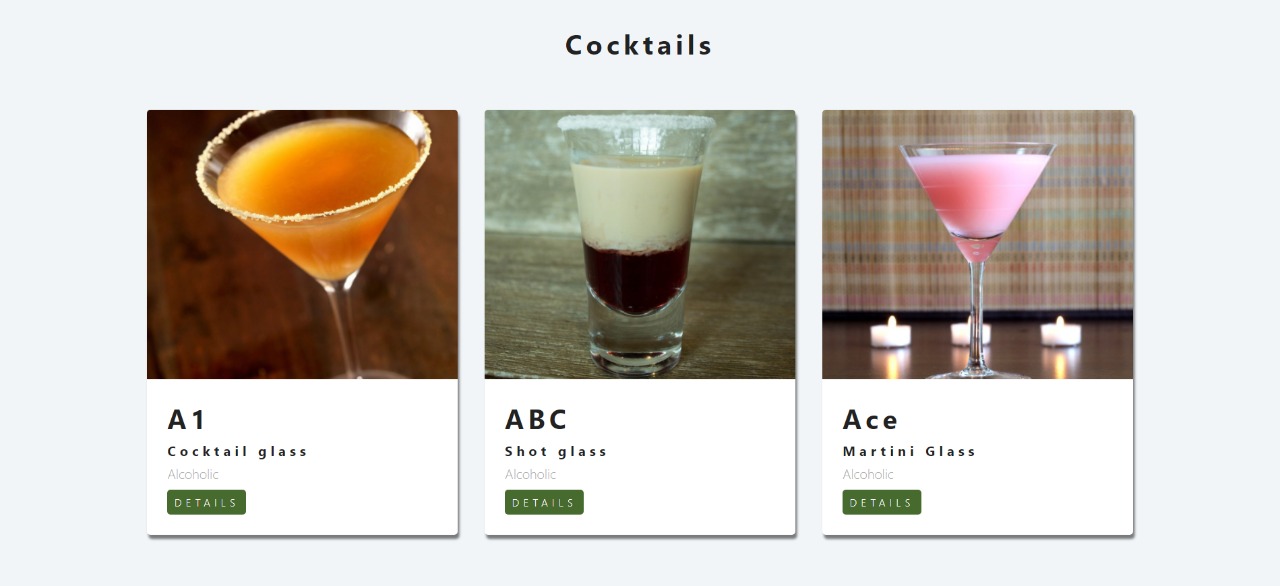 Cocktails
A1
Cocktail glass
Alcoholic
DETAILS
ABC
Shot glass
Alcoholic
DETAILS
Ace
Martini Glass
Alcoholic
DETAILS